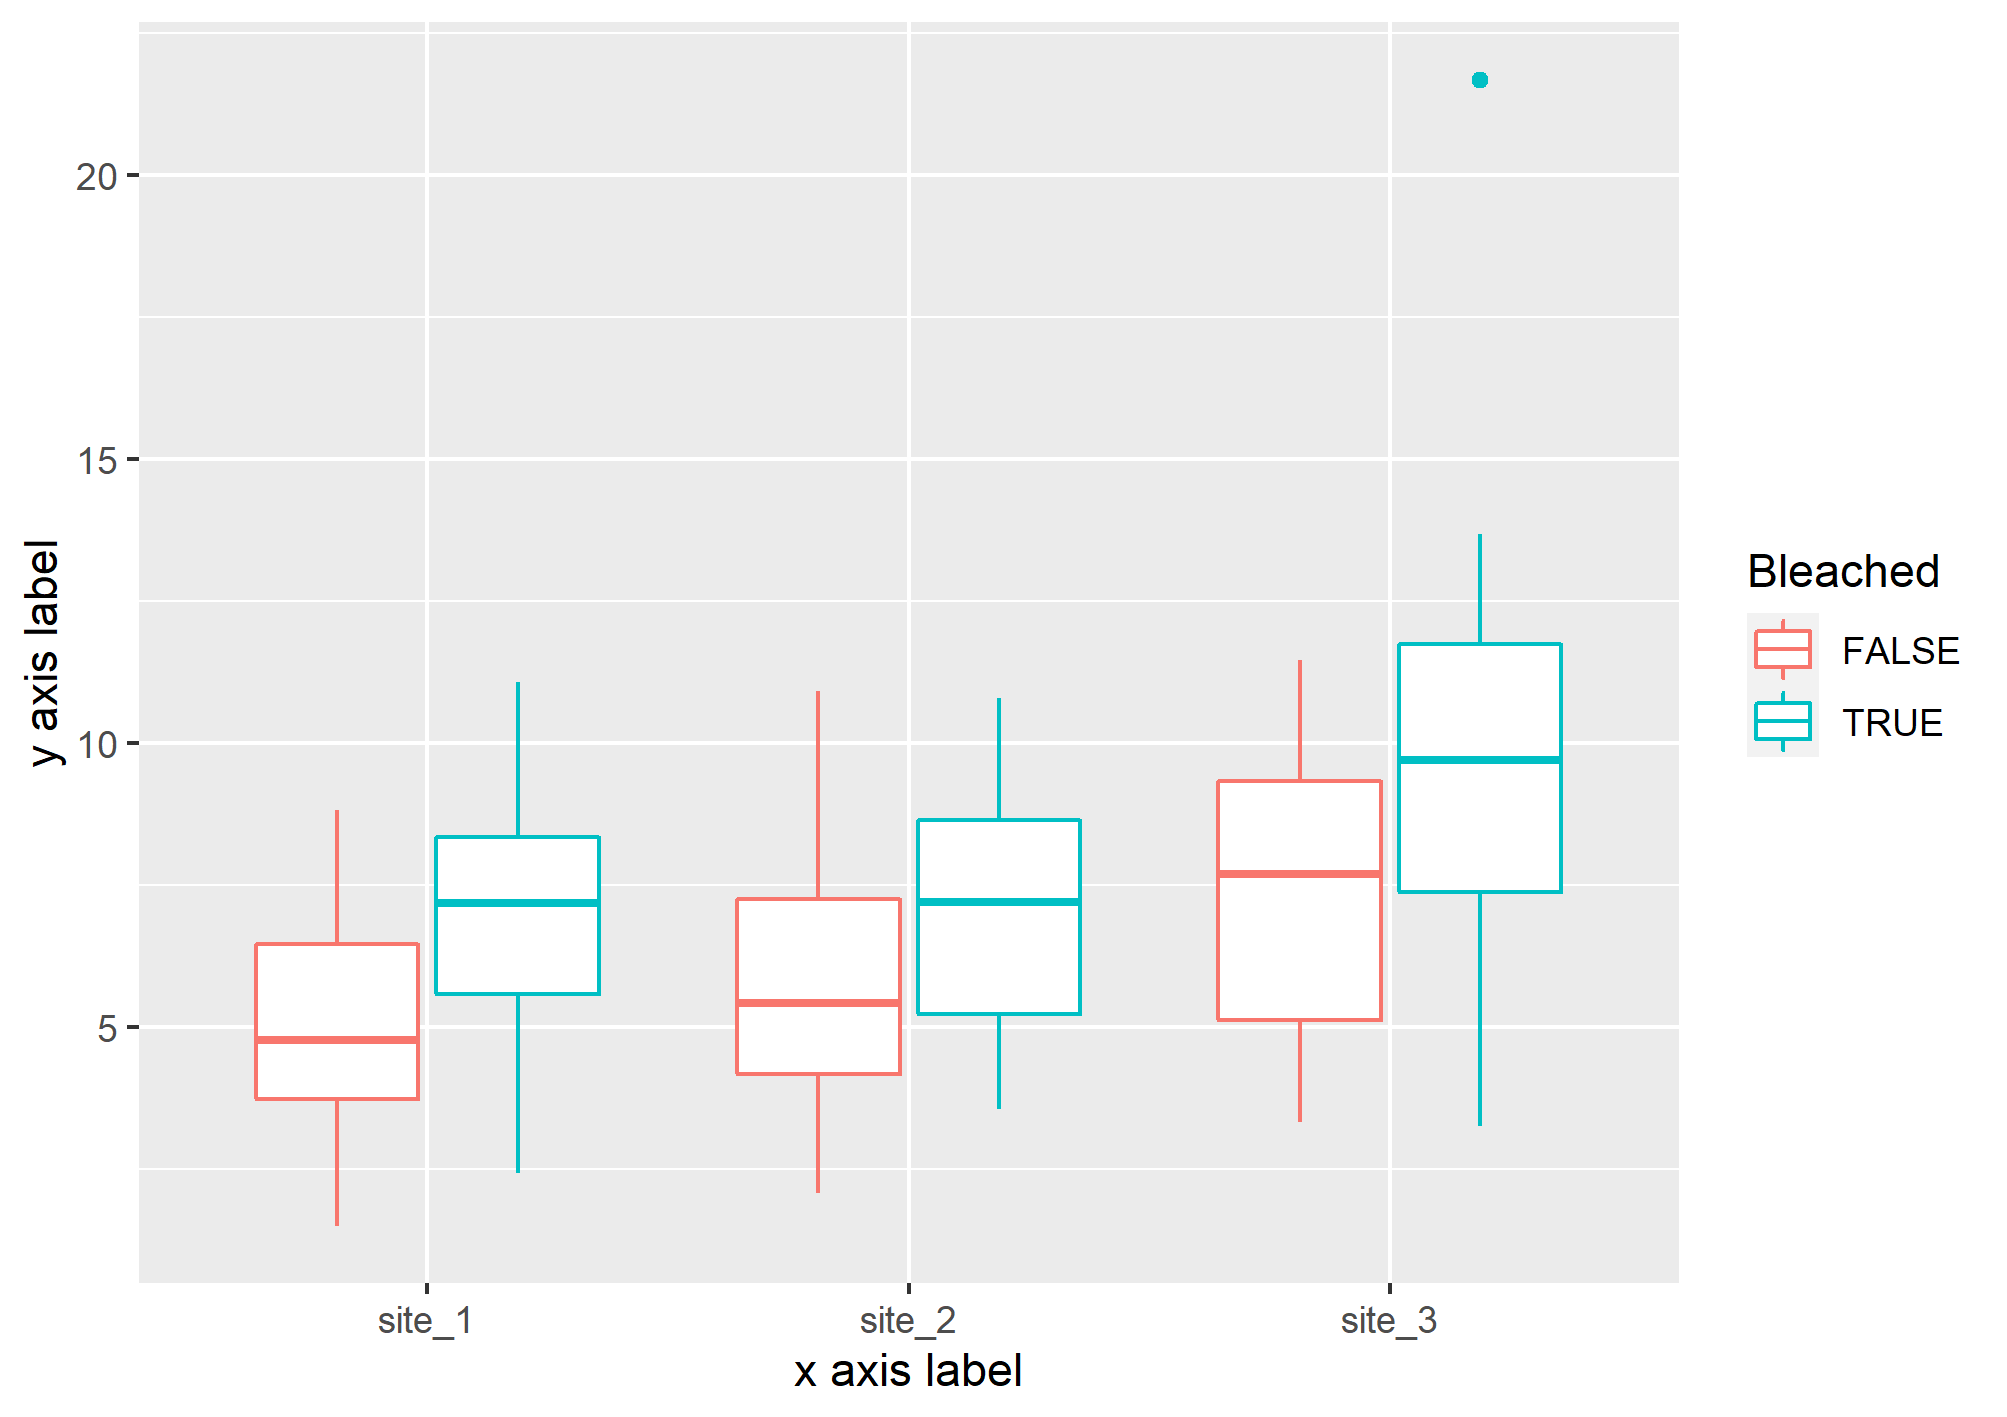 20
15
10
5
y axis label
site_1
site_2
site_3
x axis label
Bleached
FALSE
TRUE